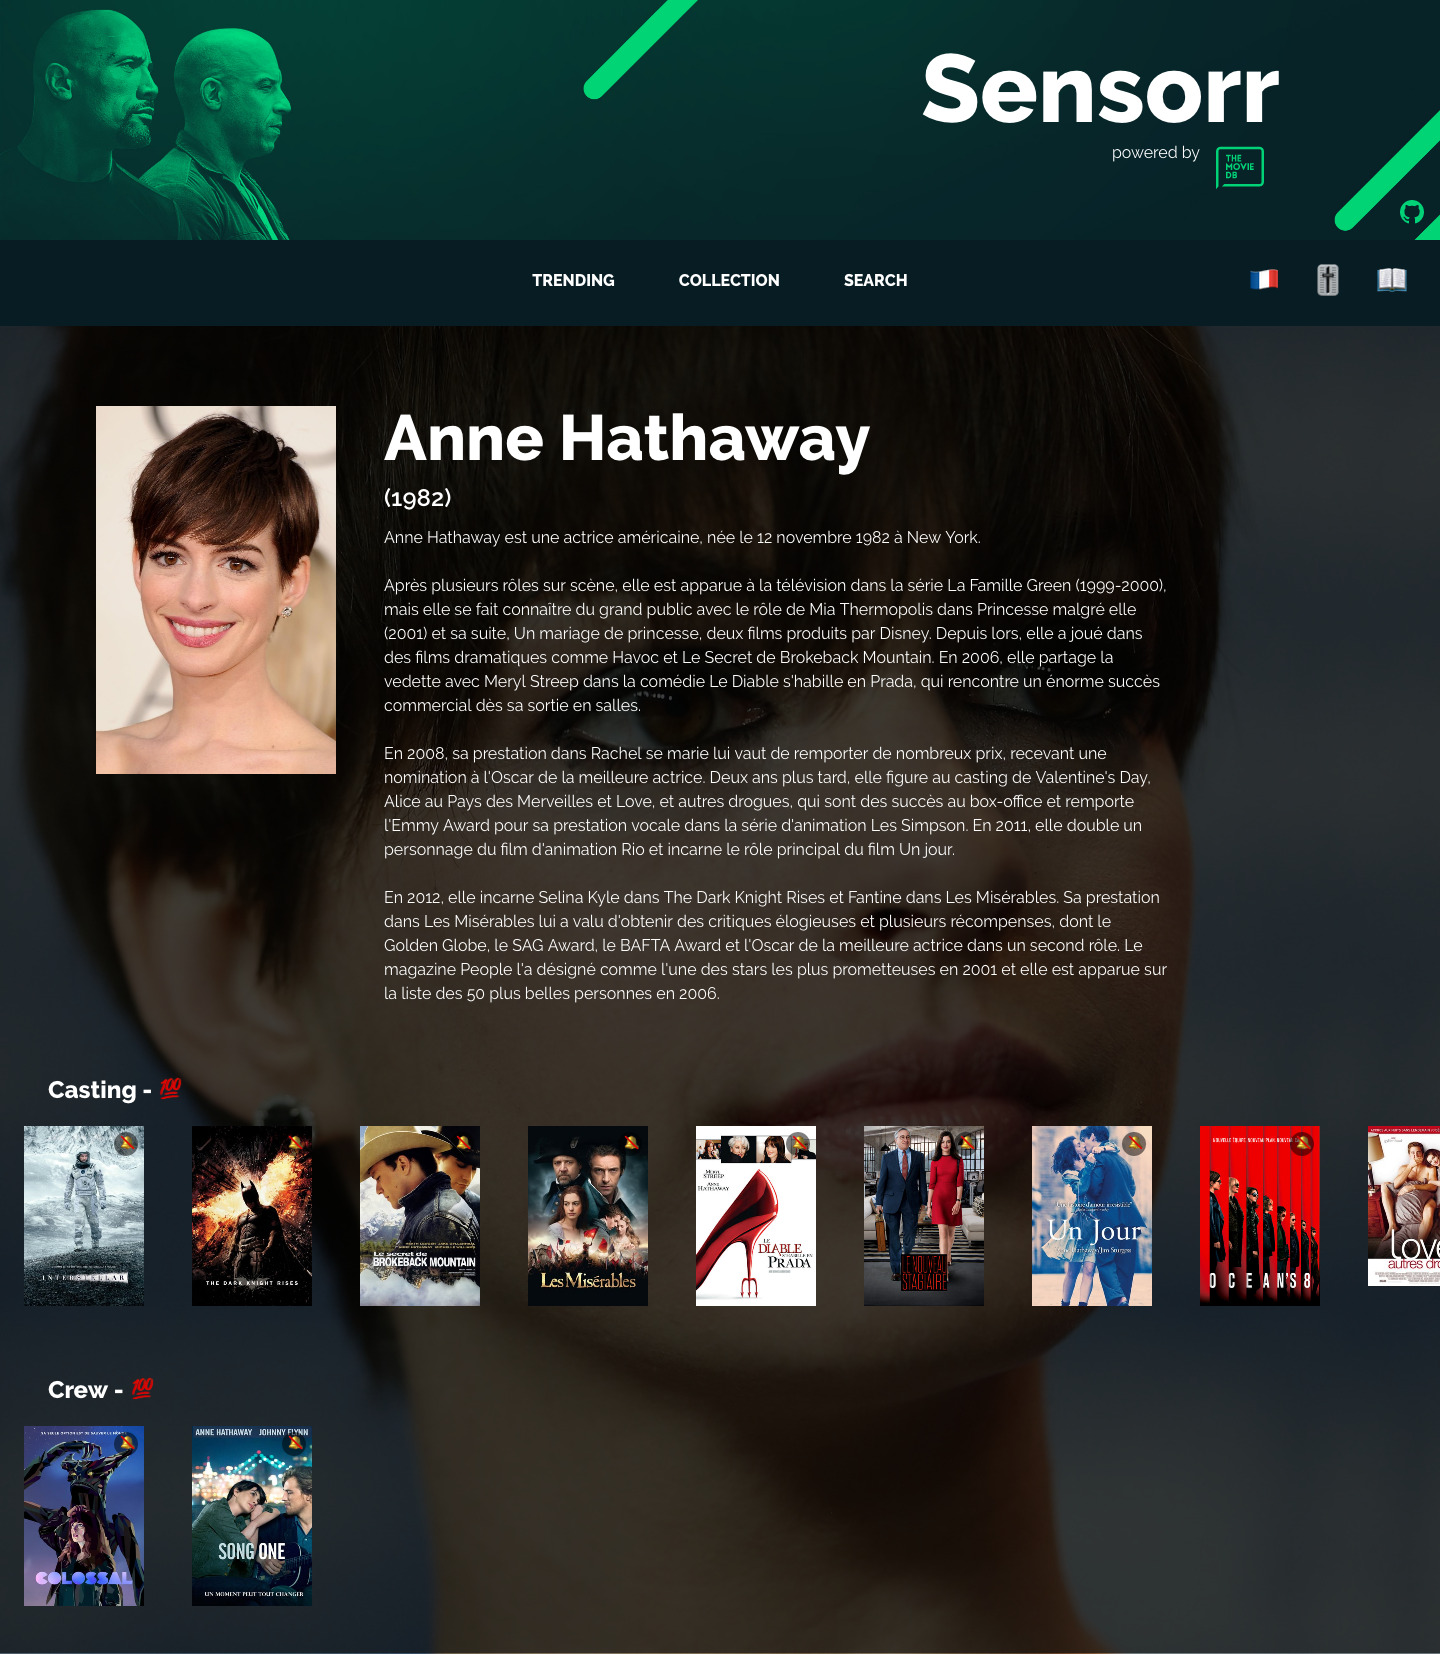 Sensorr
powered by
THE
MOVIE
DB
TRENDING
COLLECTION
SEARCH
Anne Hathaway
(1982)
Anne Hathaway est une actrice américaine, née le 12 novembre 1982 à New York.
Après plusieurs rôles sur scène, elle est apparue à la télévision dans la série La Famille Green (1999-2000),
mais elle se fait connaître du grand public avec le rôle de Mia Thermopolis dans Princesse malgré elle
(2001) et sa suite, Un mariage de princesse, deux films produits par Disney. Depuis lors, elle a joué dans
des films dramatiques comme Havoc et Le Secret de Brokeback Mountain. En 2006, elle partage la
vedette avec Meryl Streep dans la comédie Le Diable s'habille en Prada, qui rencontre un énorme succès
commercial dès sa sortie en salles.
En 2008, sa prestation dans Rachel se marie lui vaut de remporter de nombreux prix, recevant une
nomination à l'Oscar de la meilleure actrice. Deux ans plus tard, elle figure au casting de Valentine's Day,
Alice au Pays des Merveilles et Love, et autres drogues, qui sont des succès au box-office et remporte
l'Emmy Award pour sa prestation vocale dans la série d'animation Les Simpson. En 2011, elle double un
personnage du film d'animation Rio et incarne le rôle principal du film Un jour.
En 2012, elle incarne Selina Kyle dans The Dark Knight Rises et Fantine dans Les Misérables. Sa prestation
dans Les Misérables lui a valu d'obtenir des critiques élogieuses et plusieurs récompenses, dont le
Golden Globe, le SAG Award, le BAFTA Award et l'Oscar de la meilleure actrice dans un second rôle. Le
magazine People l'a désigné comme l'une des stars les plus prometteuses en 2001 et elle est apparue sur
la liste des 50 plus belles personnes en 2006.
Casting - 💯
INTERSTELLAR
THE DARK KNIGHT RISES
Le secret de
BROKEBACK MOUNTAIN
Les Misérables
MERYL
STREEP
ANNE
HATHAWAY
LE
DIABLE
S'HABILLE EN
PRADA
LE NOUVEAU
STAGIAIRE
Un Jour
Anne Hathaway Jim Sturgess
NOUVELLE ÉQUIPE. NOUVEAU PLAN.
OCEAN'S 8
Love
autres dro
Crew - 💯
COLOSSAL
ANNE HATHAWAY JOHNNY FLYNN
SONG ONE
UN MOMENT PEUT TOUT CHANGER